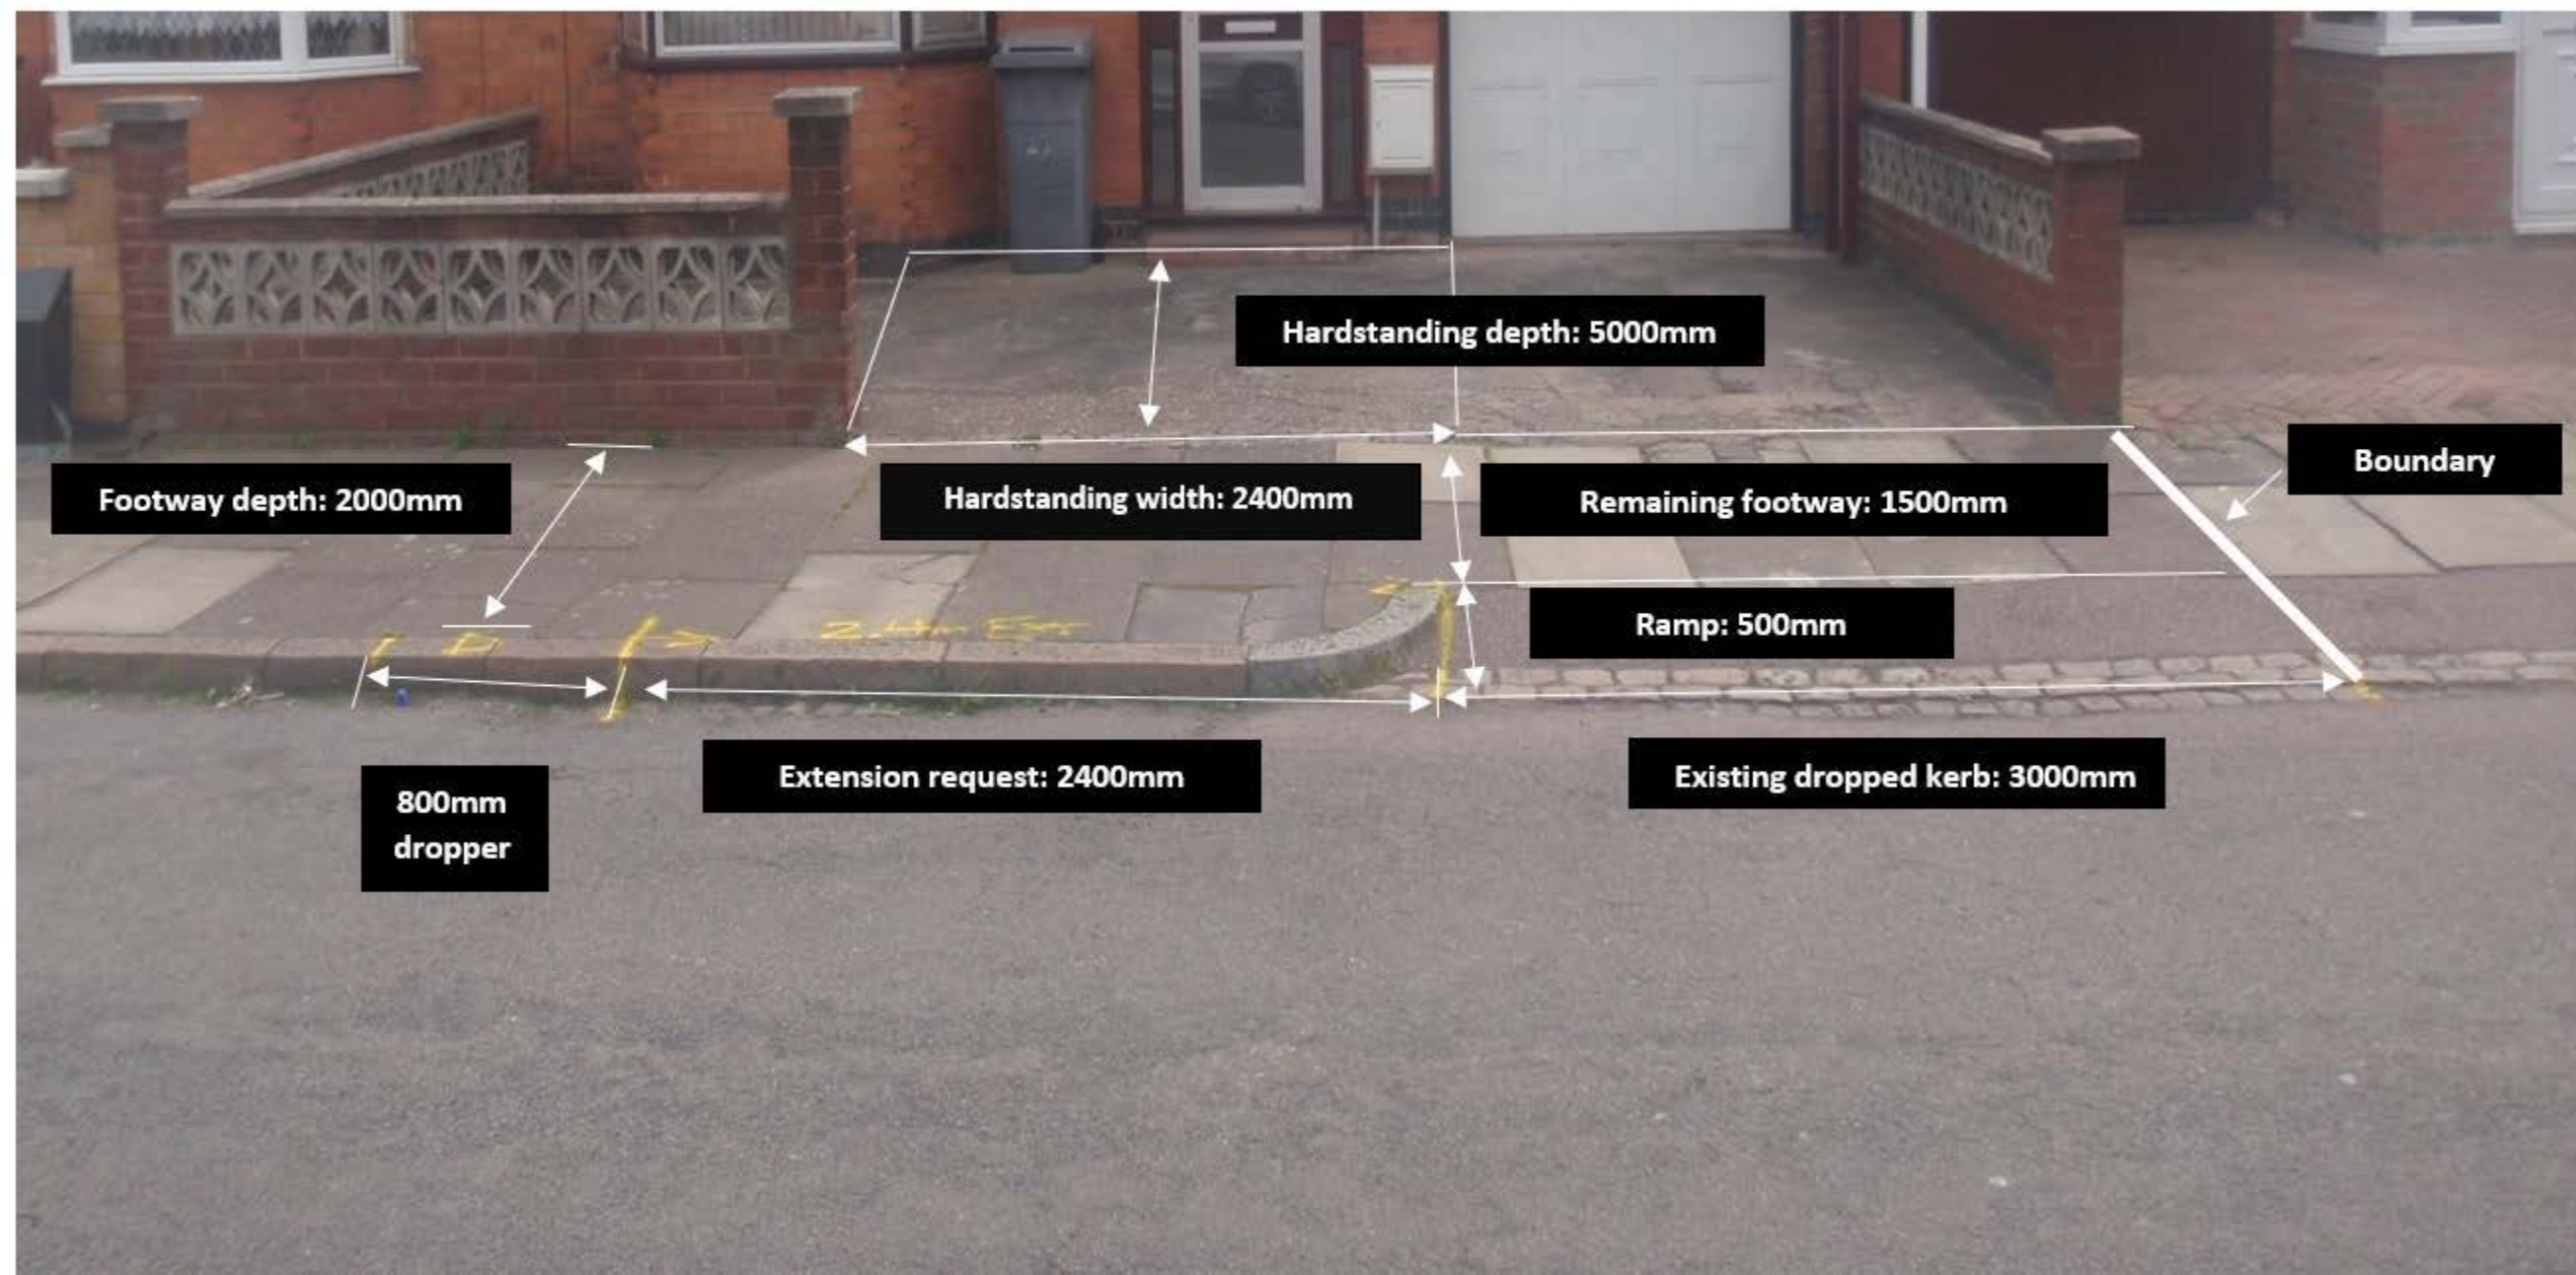 Hardstanding depth: 5000mm
Boundary
Footway depth: 2000mm
Hardstanding width: 2400mm
Remaining footway: 1500mm
Ramp: 500mm
Extension request: 2400mm
Existing dropped kerb: 3000mm
800mm
dropper